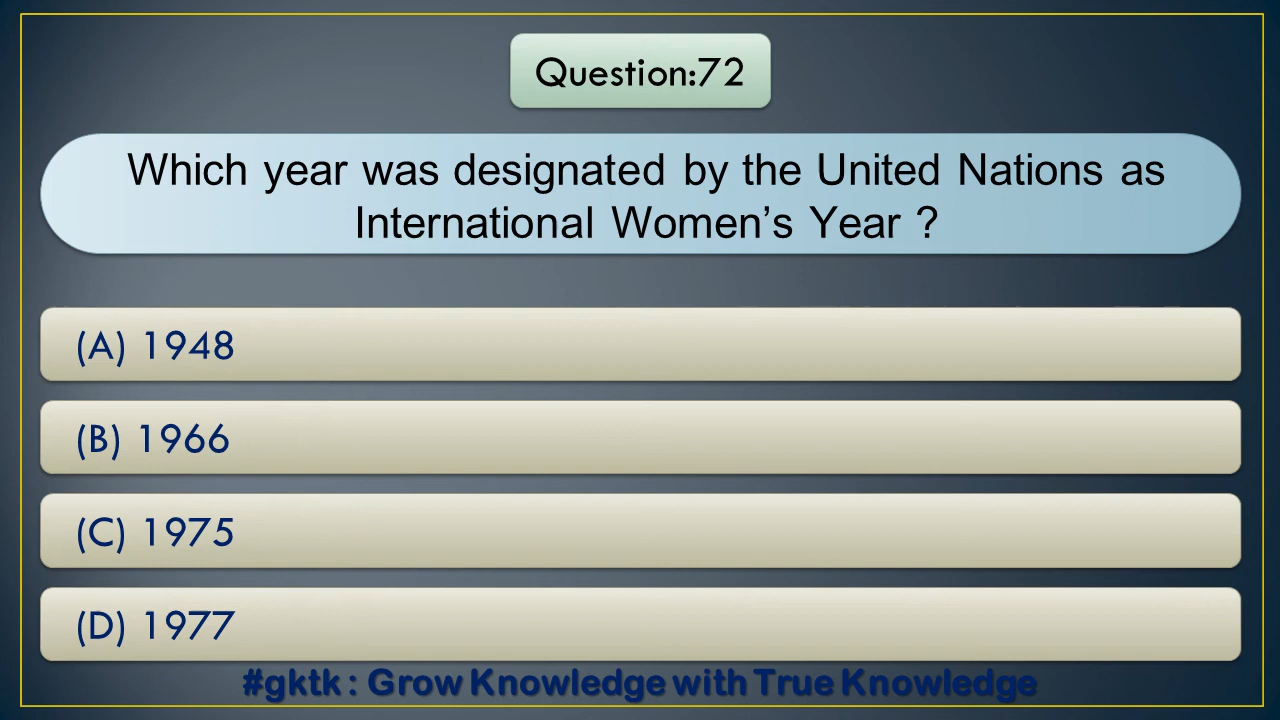 Question:72
Which year was designated by the United Nations as
International Women’s Year ?
(A) 1948
(B) 1966
(C) 1975
(D) 1977
#gktk : Grow Knowledge with True Knowledge